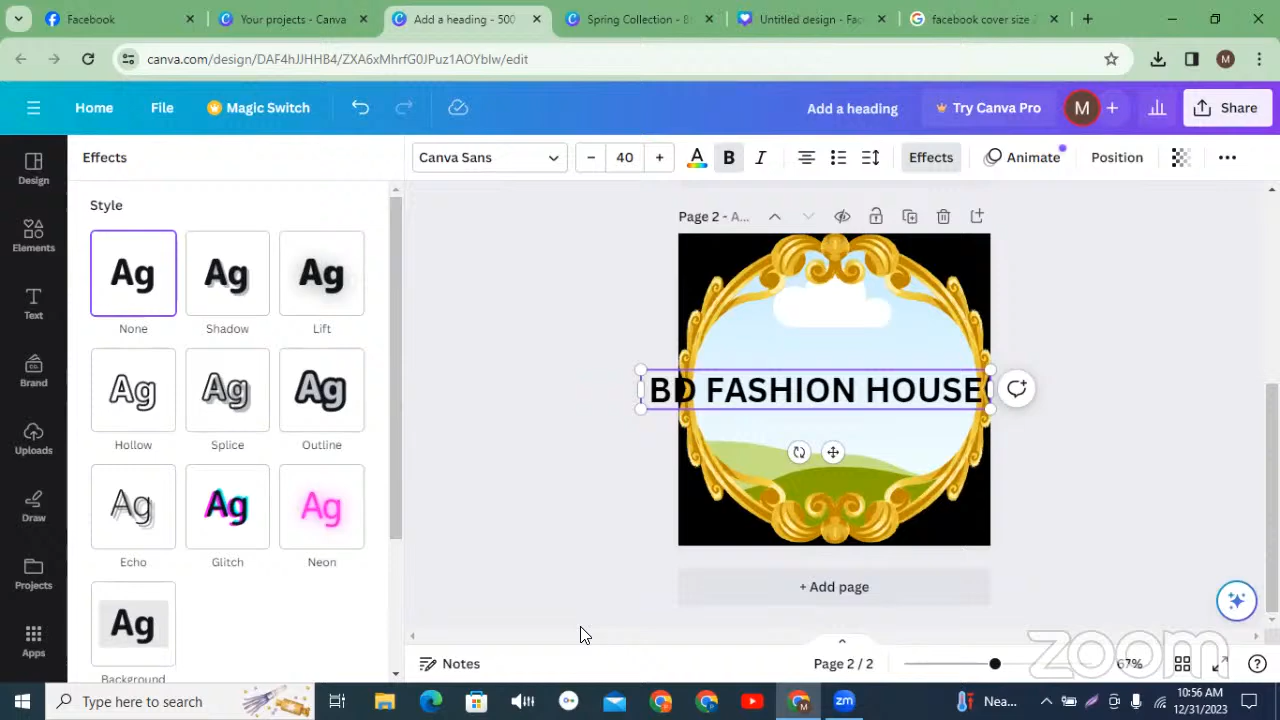 Facebook
Your projects - Canva
Add a heading - 500
Spring Collection - B
Untitled design - Fac
facebook cover size
canva.com/design/DAF4hJJHHB4/ZXA6xMhrfG0JPuz1AOYblw/edit
M
Home
File
Magic Switch
Add a heading
Try Canva Pro
M
Share
Effects
Canva Sans
40
A
B
I
Effects
Animate
Position
Design
Elements
Text
Brand
Uploads
Draw
Projects
Apps
Style
Ag
Ag
Ag
None
Shadow
Lift
Ag
Ag
Ag
Hollow
Splice
Outline
Ag
Ag
Ag
Echo
Glitch
Neon
Ag
Background
Page 2 - A...
BD FASHION HOUSE
+ Add page
Notes
Page 2 / 2
67%
zoom
Type here to search
zm
Nea...
10:56 AM
12/31/2023